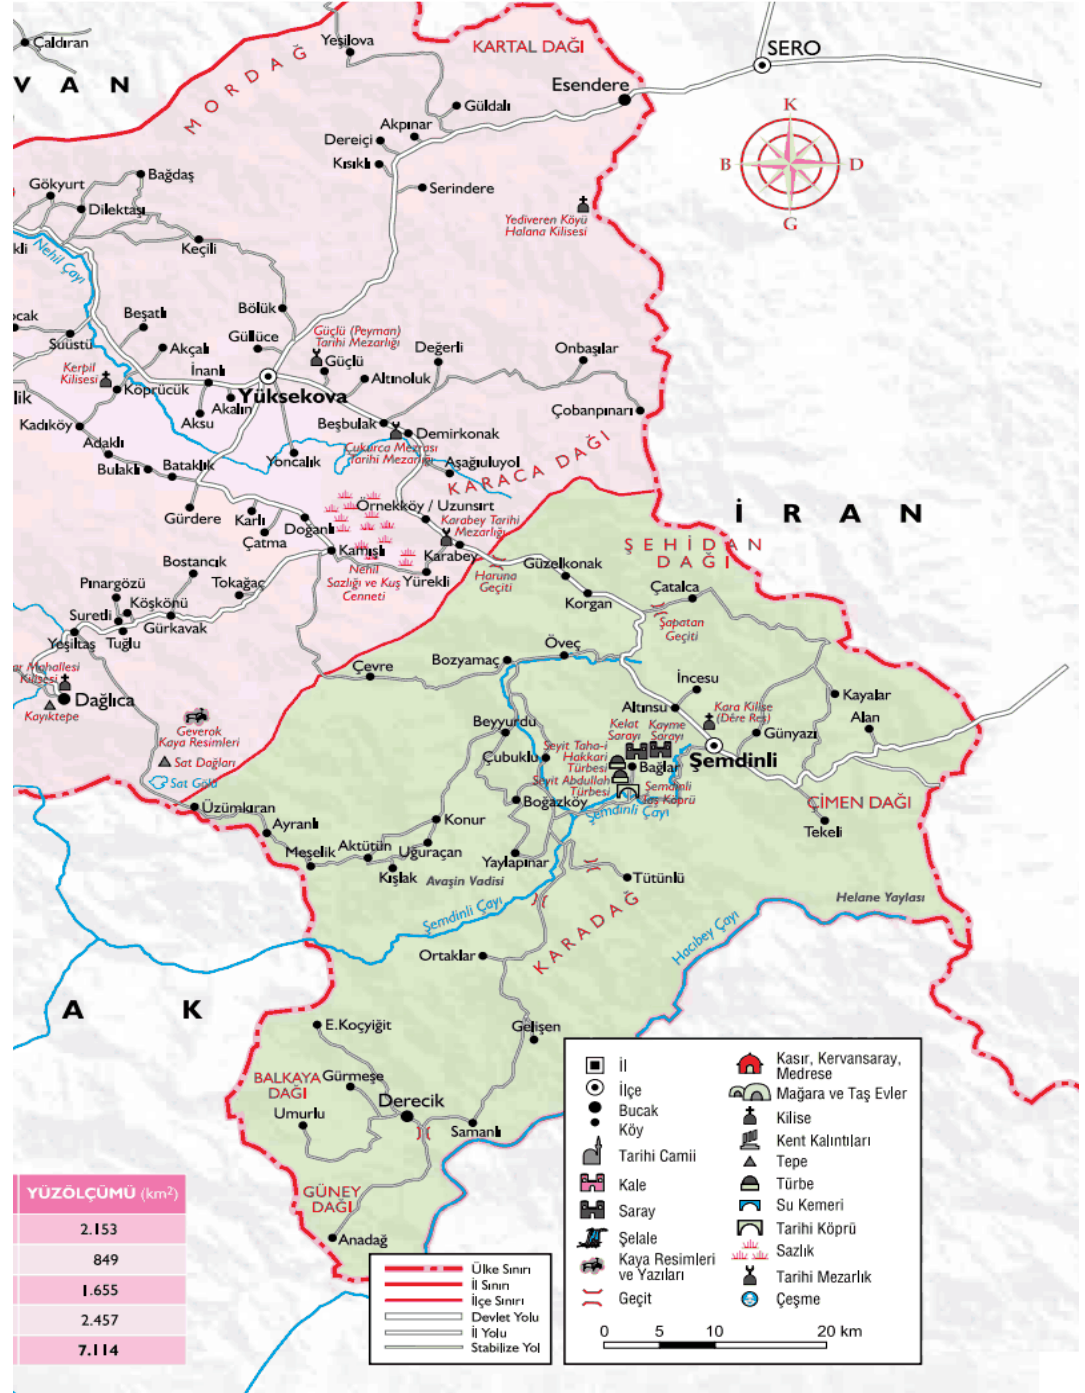 Çaldıran
VAN
MORDAĞ
Yeşilova
KARTAL DAĞI
SERO
Esendere
Güldalı
Akpınar
Dereiçi
Kısıklı
Serindere
K
B
D
G
Bağdaş
Gökyurt
Dilektaşı
Keçili
Nehil Çayı
Yediveren Köyü
Halana Kilisesi
Bölük
Beşatlı
Suüstü
Akçalı
Güllüce
Güçlü (Peyman)
Tarihi Mezarlığı
Güçlü
Değerli
Onbaşılar
Kerpil
Kilisesi
Köprücük
İnanlı
Yüksekova
Altınoluk
Akalın
Aksu
Çobanpınarı
Kadıköy
Beşbulak
Demirkonak
Çukurca Mezrası
Tarihi Mezarlığı
Adaklı
Bulaklı
Bataklık
Yoncalık
Aşağıuluyol
KARACA DAĞI
Gürdere
Karlı
Çatma
Doğanlı
Örnekköy / Uzunsırt
Karabey Tarihi
Mezarlığı
İRAN
Kamışlı
Karabey
Nehil
Sazlığı ve Kuş
Cenneti
Yürekli
Haruna
Geçiti
Güzelkonak
Korgan
ŞEHİDAN
DAĞI
Çatalca
Şapatan
Geçiti
Bostancık
Pınargözü
Köşkönü
Tokağaç
Suretli
Gürkavak
Yeşiltaş
Tuğlu
Kilisesi
Dağlıca
Kayıktepe
Geverok
Kaya Resimleri
Sat Dağları
Sat Gölü
Çevre
Bozyamaç
Öveç
İncesu
Altınsu
Kara Kilise
(Dêre Reş)
Kayalar
Alan
Günyazı
Beyyurdu
Çubuklu
Kelat
Sarayı
Kayme
Sarayı
Seyit Taha-i
Hakkari
Türbesi
Bağlar
Seyit Abdullah
Türbesi
Şemdinli
Taş Köprü
Şemdinli
Şemdinli Çayı
ÇİMEN DAĞI
Tekeli
Üzümkıran
Ayranlı
Meşelik
Aktütün
Kışlak
Uğuraçan
Konur
Boğazköy
Yaylapınar
Avaşin Vadisi
Tütünlü
Şemdinli Çayı
KARADAĞ
Helane Yaylası
Hacıbey Çayı
Ortaklar
AK
E.Koçyiğit
Gelişen
BALKAYA
DAĞI
Gürmeşe
Derecik
Umurlu
Samanlı
GÜNEY
DAĞI
Anadağ
YÜZÖLÇÜMÜ (km²)
2.153
849
1.655
2.457
7.114
Ülke Sınırı
İl Sınırı
İlçe Sınırı
Devlet Yolu
İl Yolu
Stabilize Yol
İl
İlçe
Bucak
Köy
Tarihi Camii
Kale
Saray
Şelale
Kaya Resimleri
ve Yazıları
Geçit
Kasır, Kervansaray,
Medrese
Mağara ve Taş Evler
Kilise
Kent Kalıntıları
Tepe
Türbe
Su Kemeri
Tarihi Köprü
Sazlık
Tarihi Mezarlık
Çeşme
0 5 10 20 km